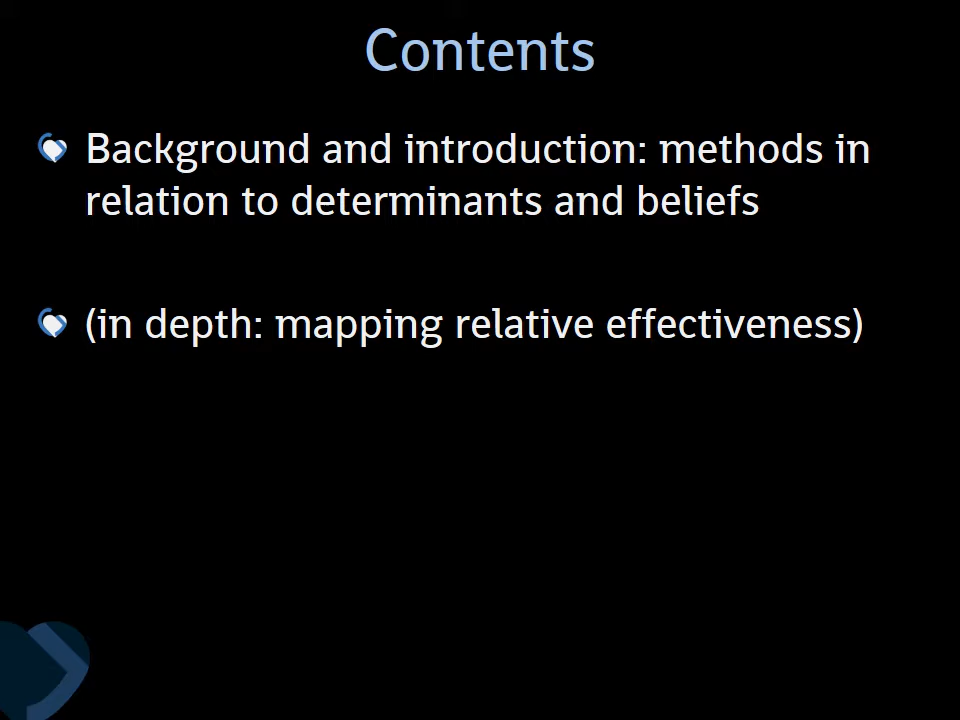 Contents
Background and introduction: methods in
relation to determinants and beliefs
(in depth: mapping relative effectiveness)